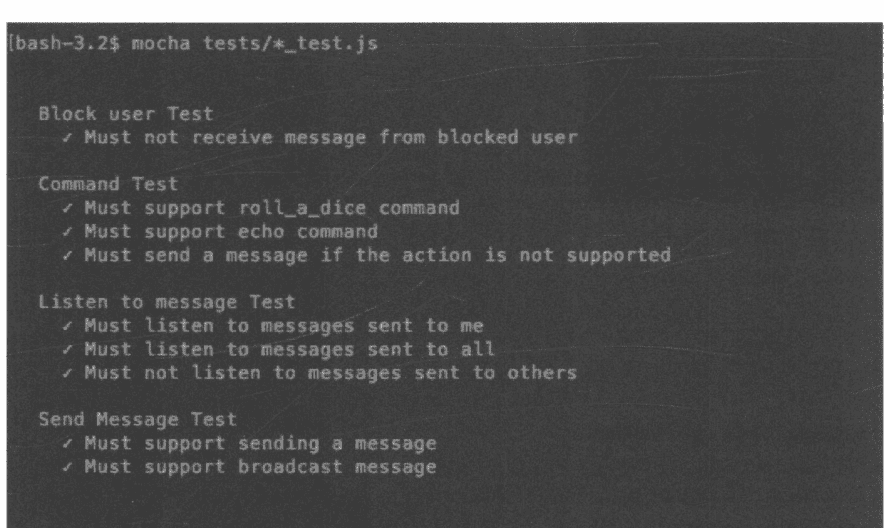 [bash-3.2$ mocha tests/*_test.js
Block user Test
✓ Must not receive message from blocked user
Command Test
✓ Must support roll_a_dice command
✓ Must support echo command
✓ Must send a message if the action is not supported
Listen to message Test
✓ Must listen to messages sent to me
✓ Must listen to messages sent to all
✓ Must not listen to messages sent to others
Send Message Test
✓ Must support sending a message
✓ Must support broadcast message